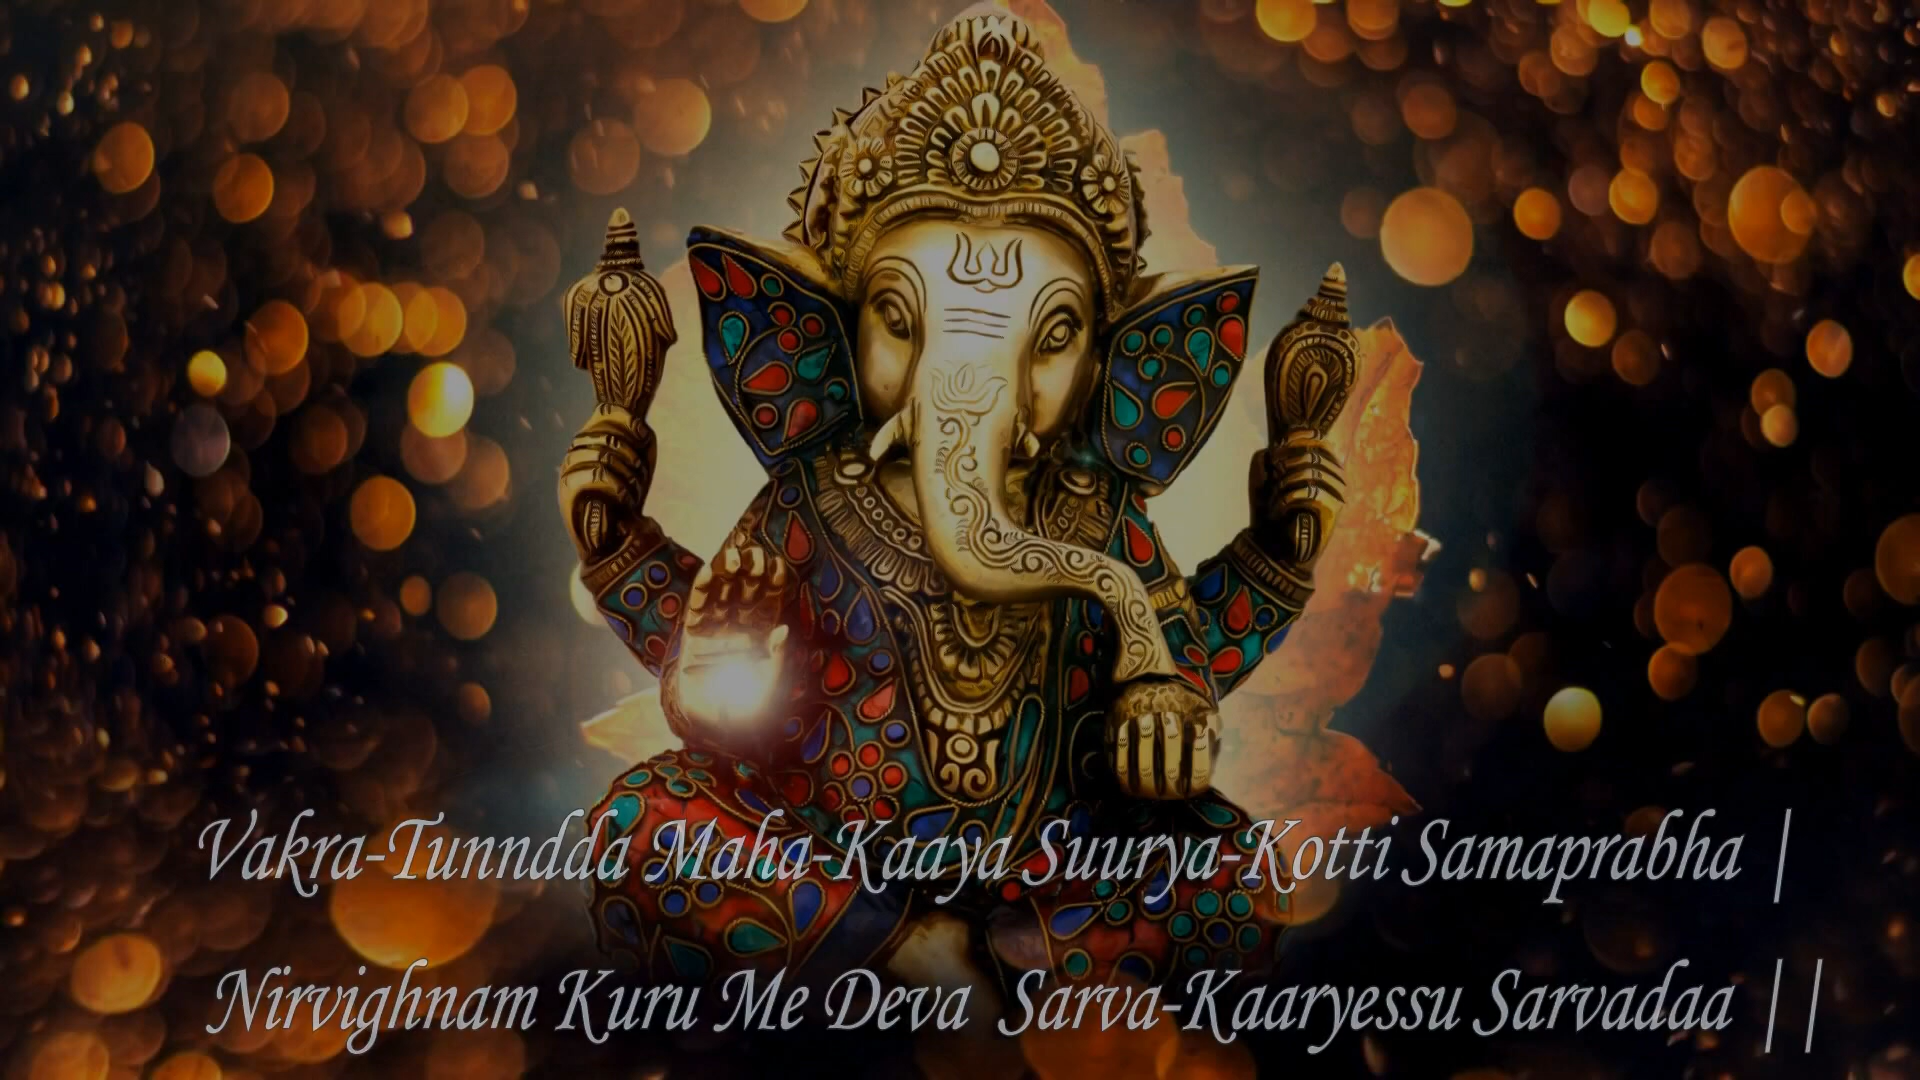 Vakra-Tunndda Maha-Kaaya Suurya-Kotti Samaprabha |
Nirvighnam Kuru Me Deva Sarva-Kaaryessu Sarvadaa ||